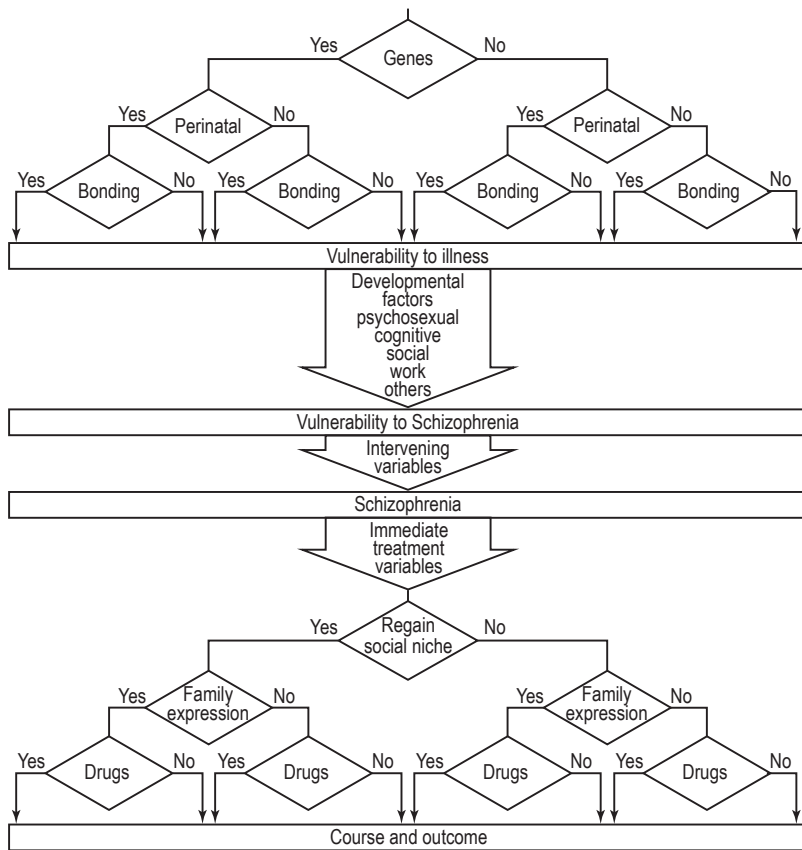 Yes
Genes
No
Yes
Perinatal
No
Yes
Perinatal
No
Yes
Bonding
No
Yes
Bonding
No
Yes
Bonding
No
Yes
Bonding
No
Vulnerability to illness
Developmental
factors
psychosexual
cognitive
social
work
others
Vulnerability to Schizophrenia
Intervening
variables
Schizophrenia
Immediate
treatment
variables
Yes
Regain
social niche
No
Yes
Family
expression
No
Yes
Family
expression
No
Yes
Drugs
No
Yes
Drugs
No
Yes
Drugs
No
Yes
Drugs
No
Course and outcome